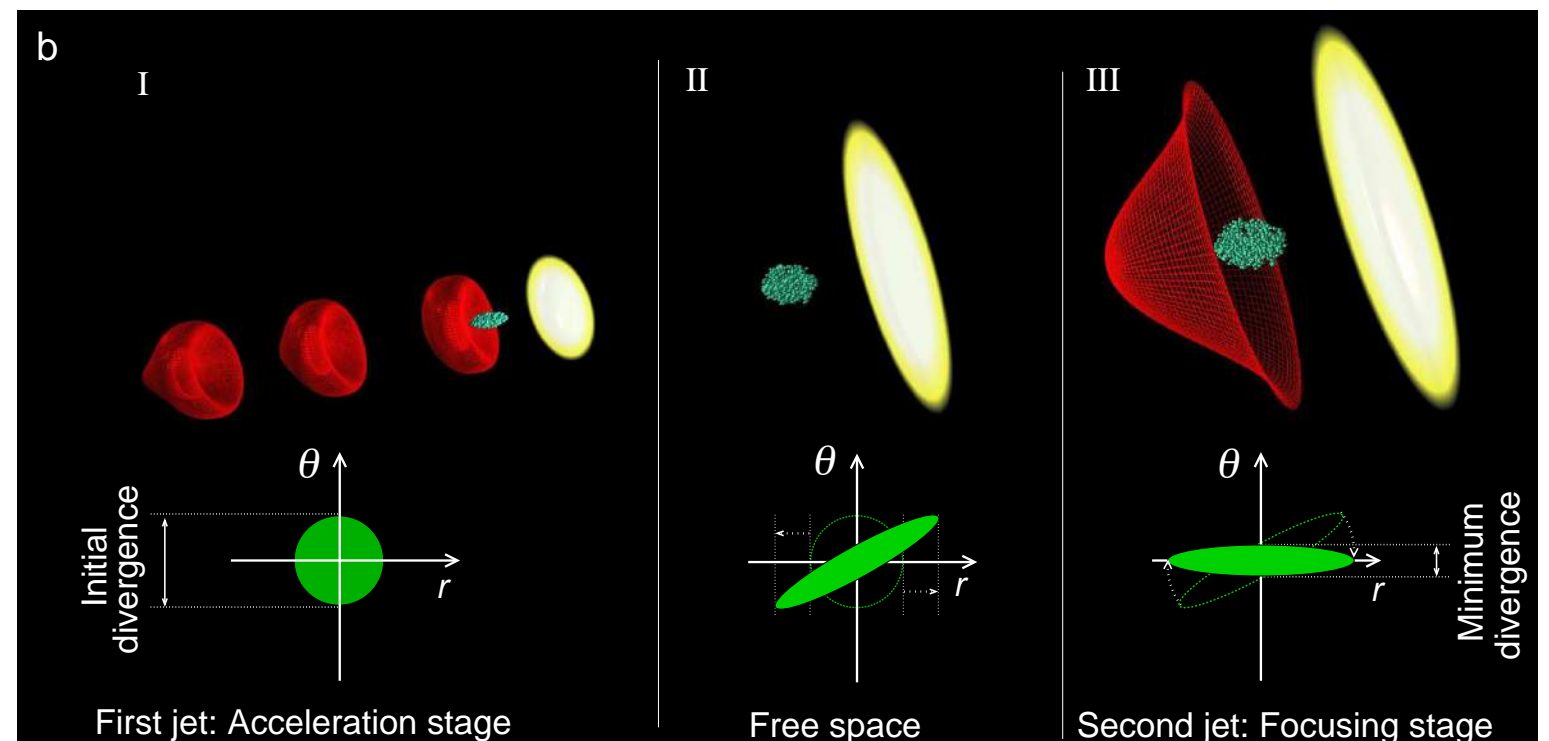 b
I
II
III
θ
r
Initial
divergence
θ
r
θ
r
Minimum
divergence
First jet: Acceleration stage
Free space
Second jet: Focusing stage